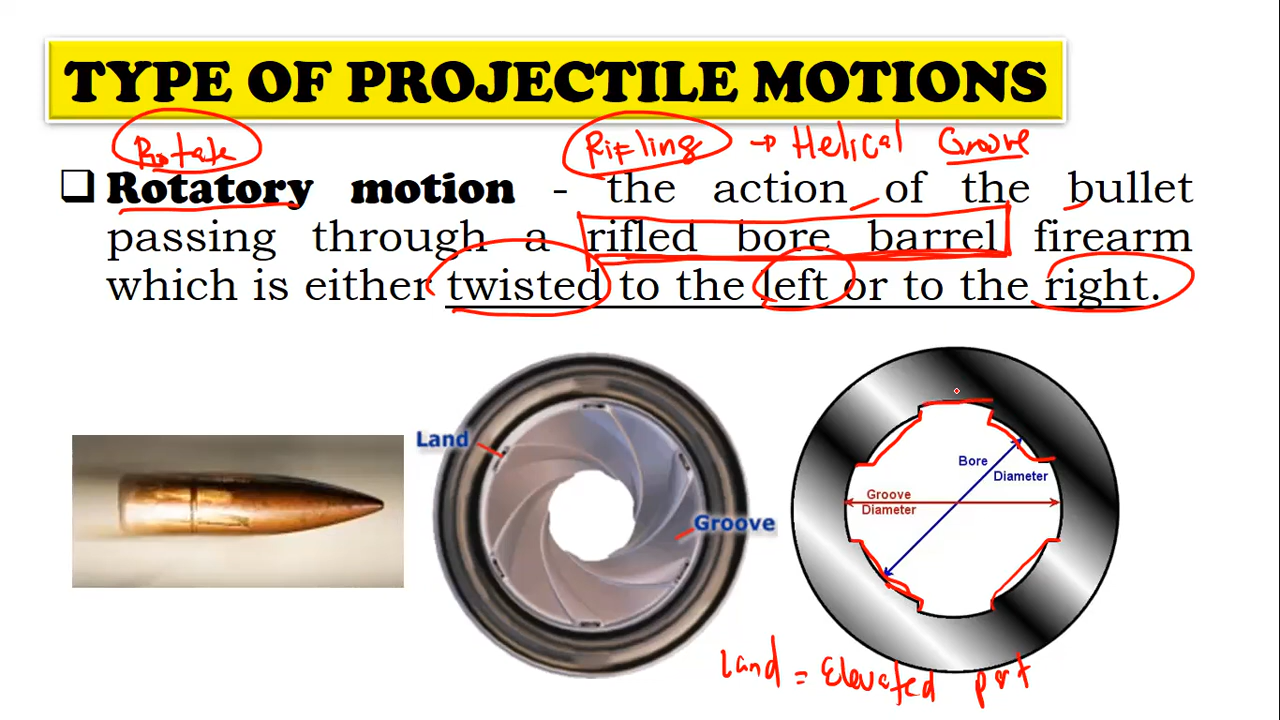 TYPE OF PROJECTILE MOTIONS
Rotate Rifling → Helical Groove
❑ Rotatory motion - the action of the bullet
passing through a rifled bore barrel firearm
which is either twisted to the left or to the right.
Land
Groove
Bore
Diameter
Groove
Diameter
Land = Elevated part